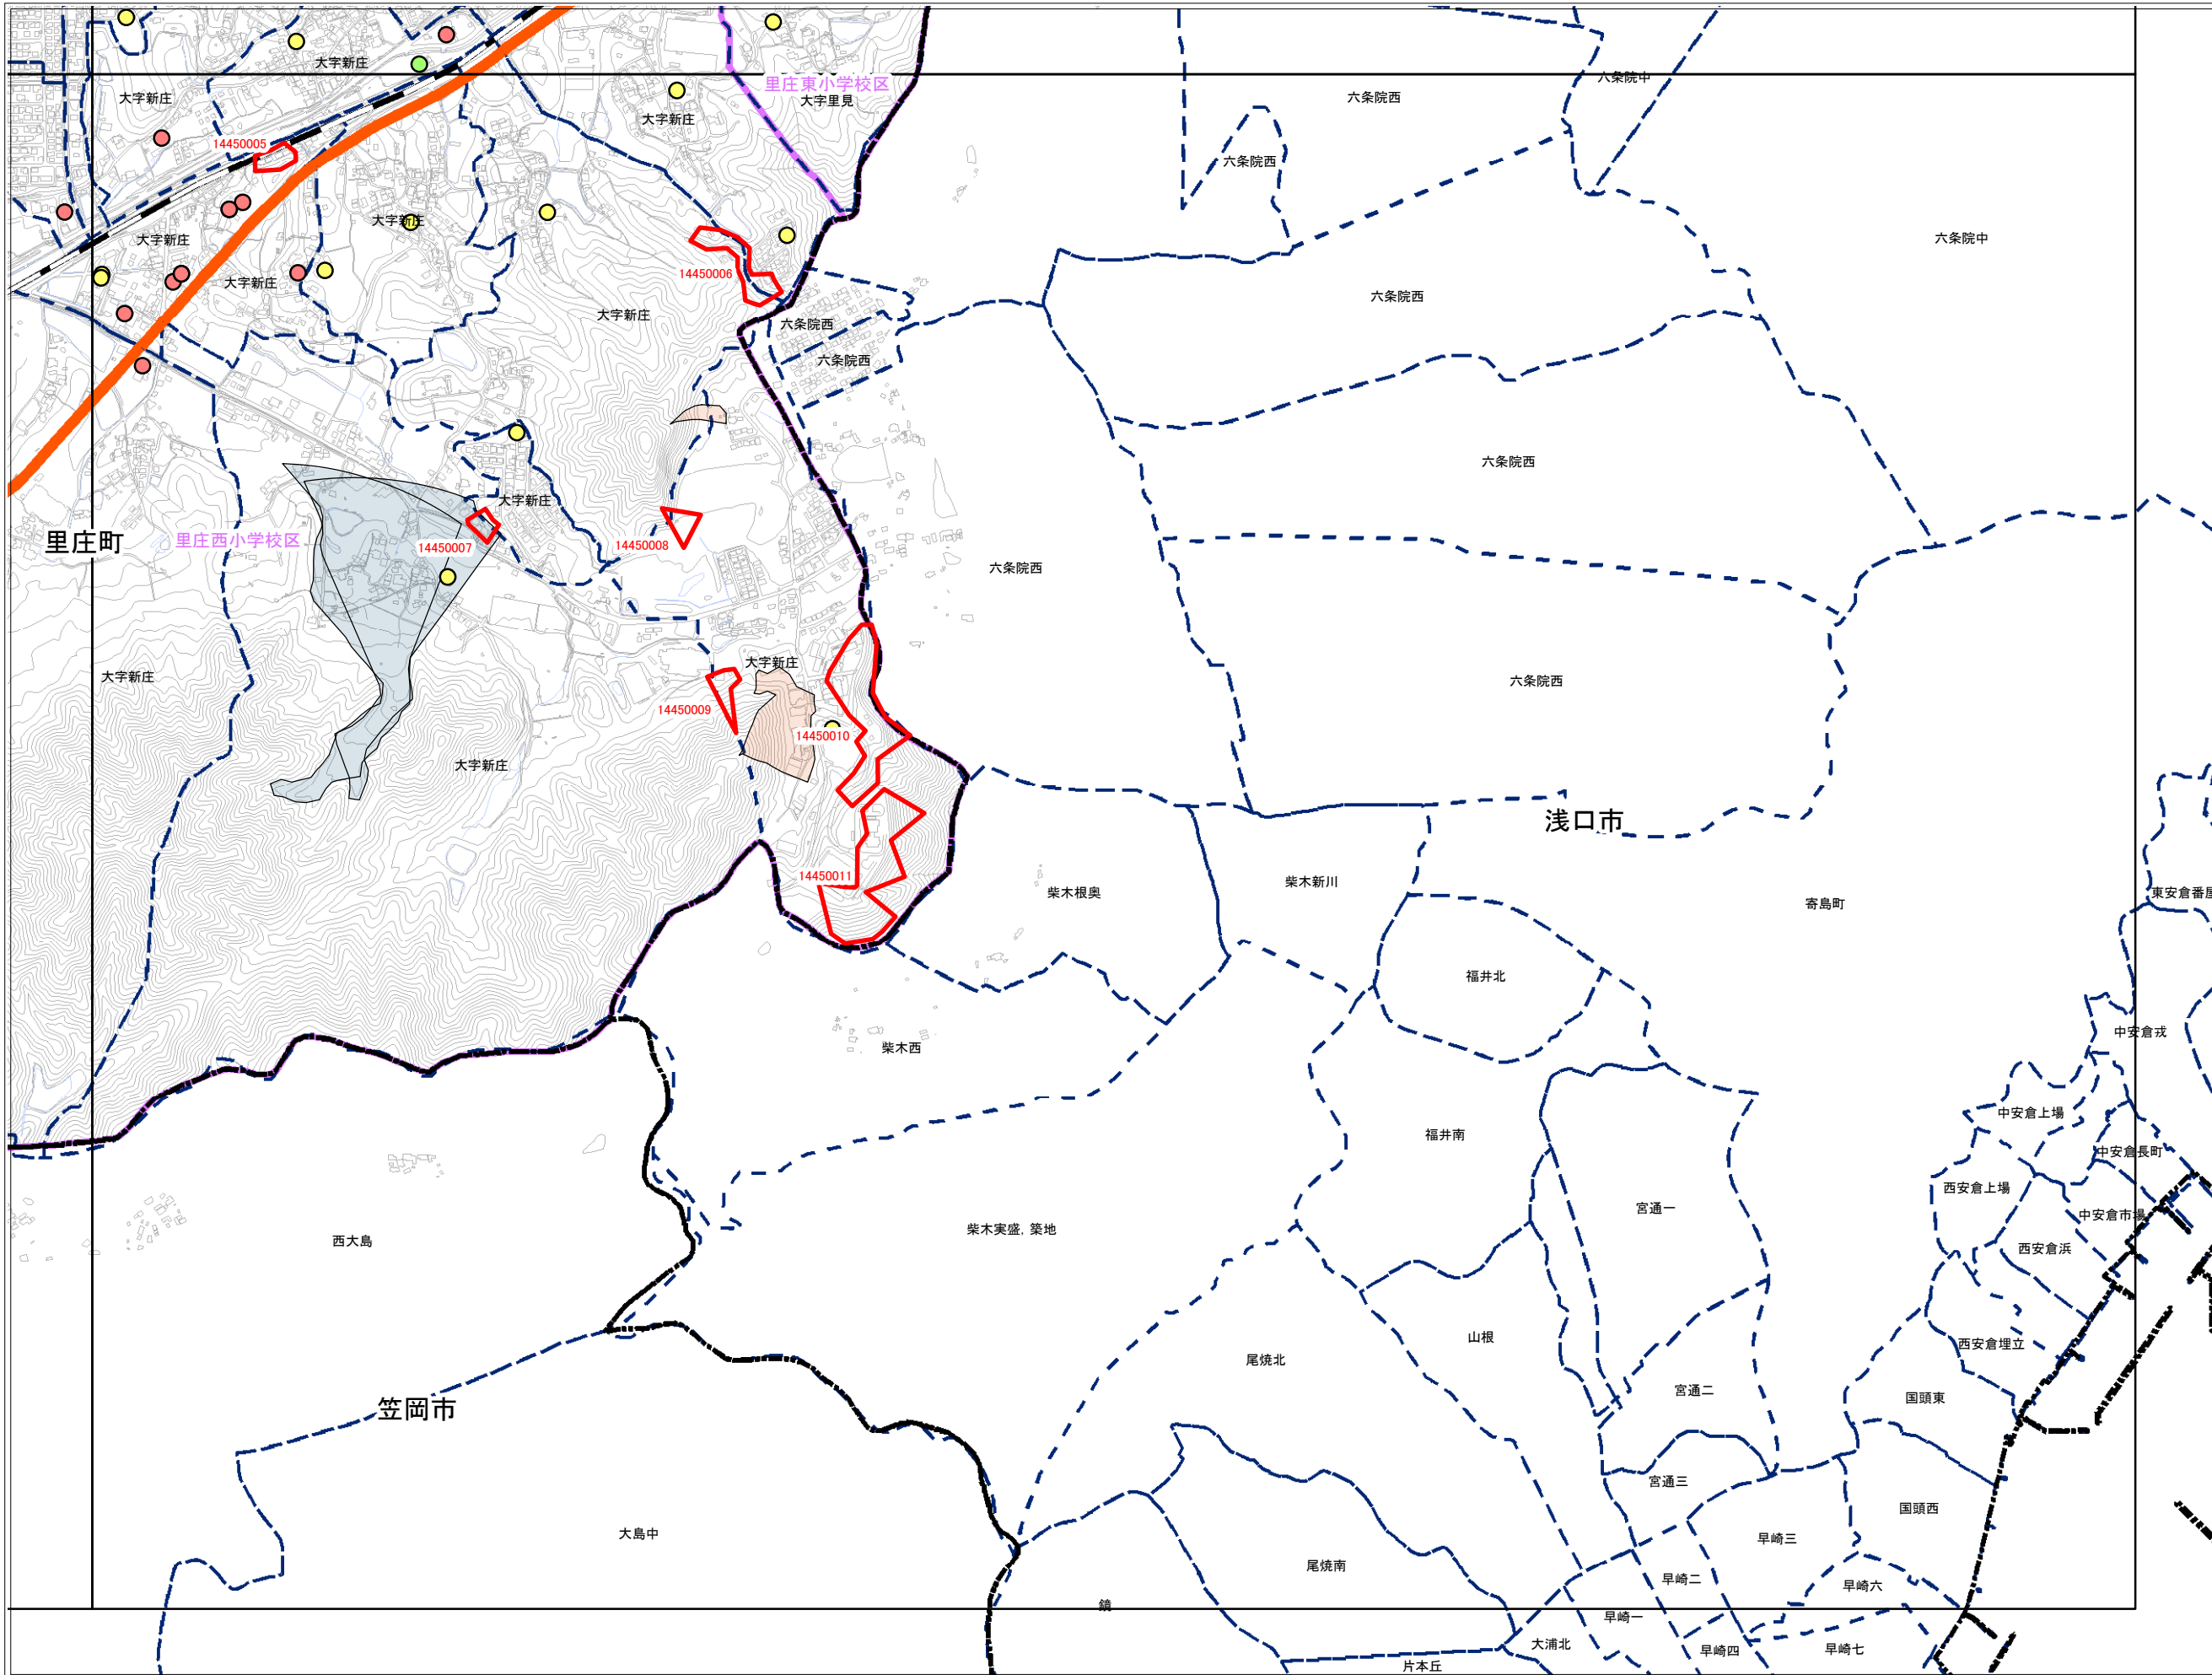 大字新庄
里庄東小学校区
六条院中
大字新庄
大字里見
六条院西
大字新庄
14450005
六条院西
大字新庄
大字新庄
六条院中
14450006
大字新庄
六条院西
大字新庄
六条院西
六条院西
六条院西
大字新庄
里庄町
里庄西小学校区
14450007
14450008
六条院西
大字新庄
大字新庄
六条院西
14450009
14450010
大字新庄
浅口市
14450011
柴木根奥
柴木新川
寄島町
東安倉番屋
福井北
中安倉戎
柴木西
中安倉上場
福井南
中安倉長町
西安倉上場
宮通一
中安倉市場
西大島
柴木実盛, 築地
西安倉浜
山根
西安倉埋立
尾焼北
宮通二
国頭東
笠岡市
宮通三
国頭西
大島中
早崎三
尾焼南
早崎二
早崎六
鏡
早崎一
大浦北
早崎四
早崎七
片本丘